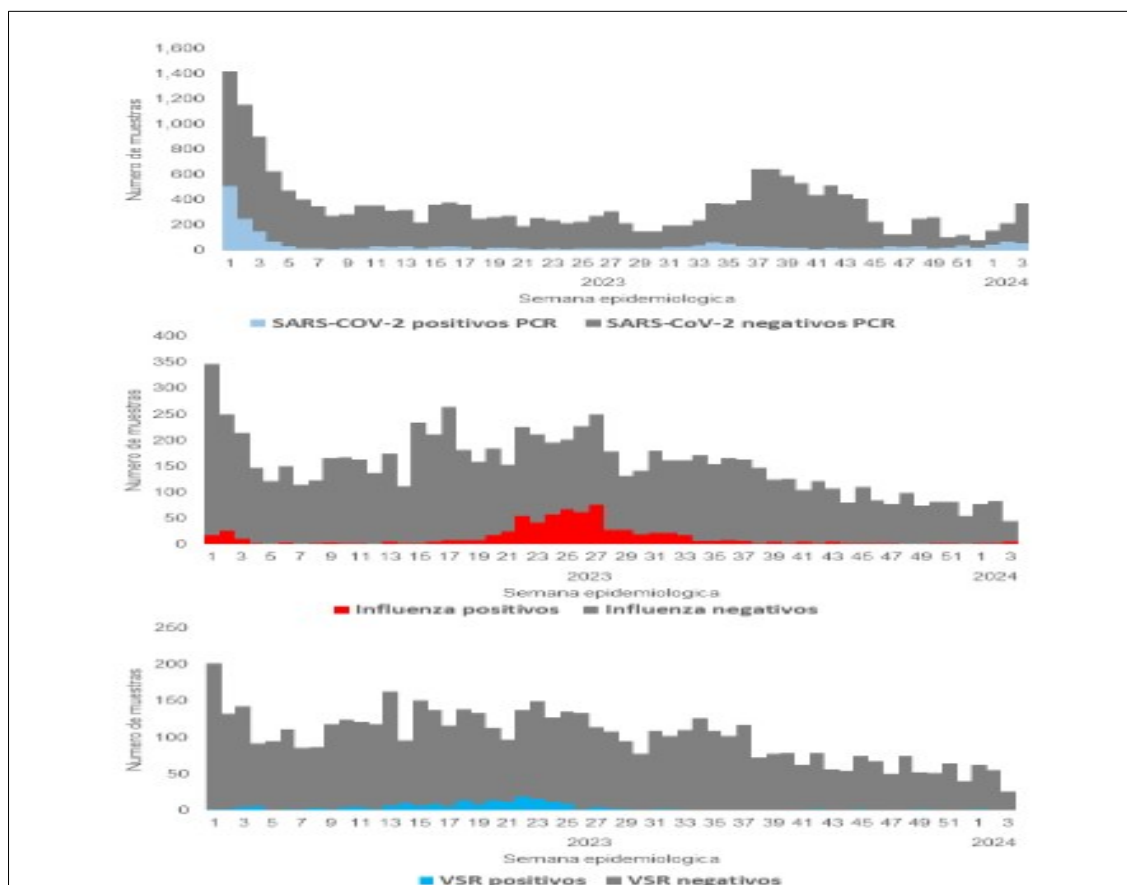 1,600
1,400
1,200
1,000
800
600
400
200
0
Numero de muestras
1 3 5 7 9 11 13 15 17 19 21 23 25 27 29 31 33 35 37 39 41 43 45 47 49 51 1 3
2023 2024
Semana epidemiologica
SARS-COV-2 positivos PCR SARS-CoV-2 negativos PCR
400
350
300
250
200
150
100
50
0
Numero de muestras
1 3 5 7 9 11 13 15 17 19 21 23 25 27 29 31 33 35 37 39 41 43 45 47 49 51 1 3
2023 2024
Semana epidemiologica
Influenza positivos Influenza negativos
250
200
150
100
50
0
Numero de muestras
1 3 5 7 9 11 13 15 17 19 21 23 25 27 29 31 33 35 37 39 41 43 45 47 49 51 1 3
2023 2024
Semana epidemiologica
VSR positivos VSR negativos